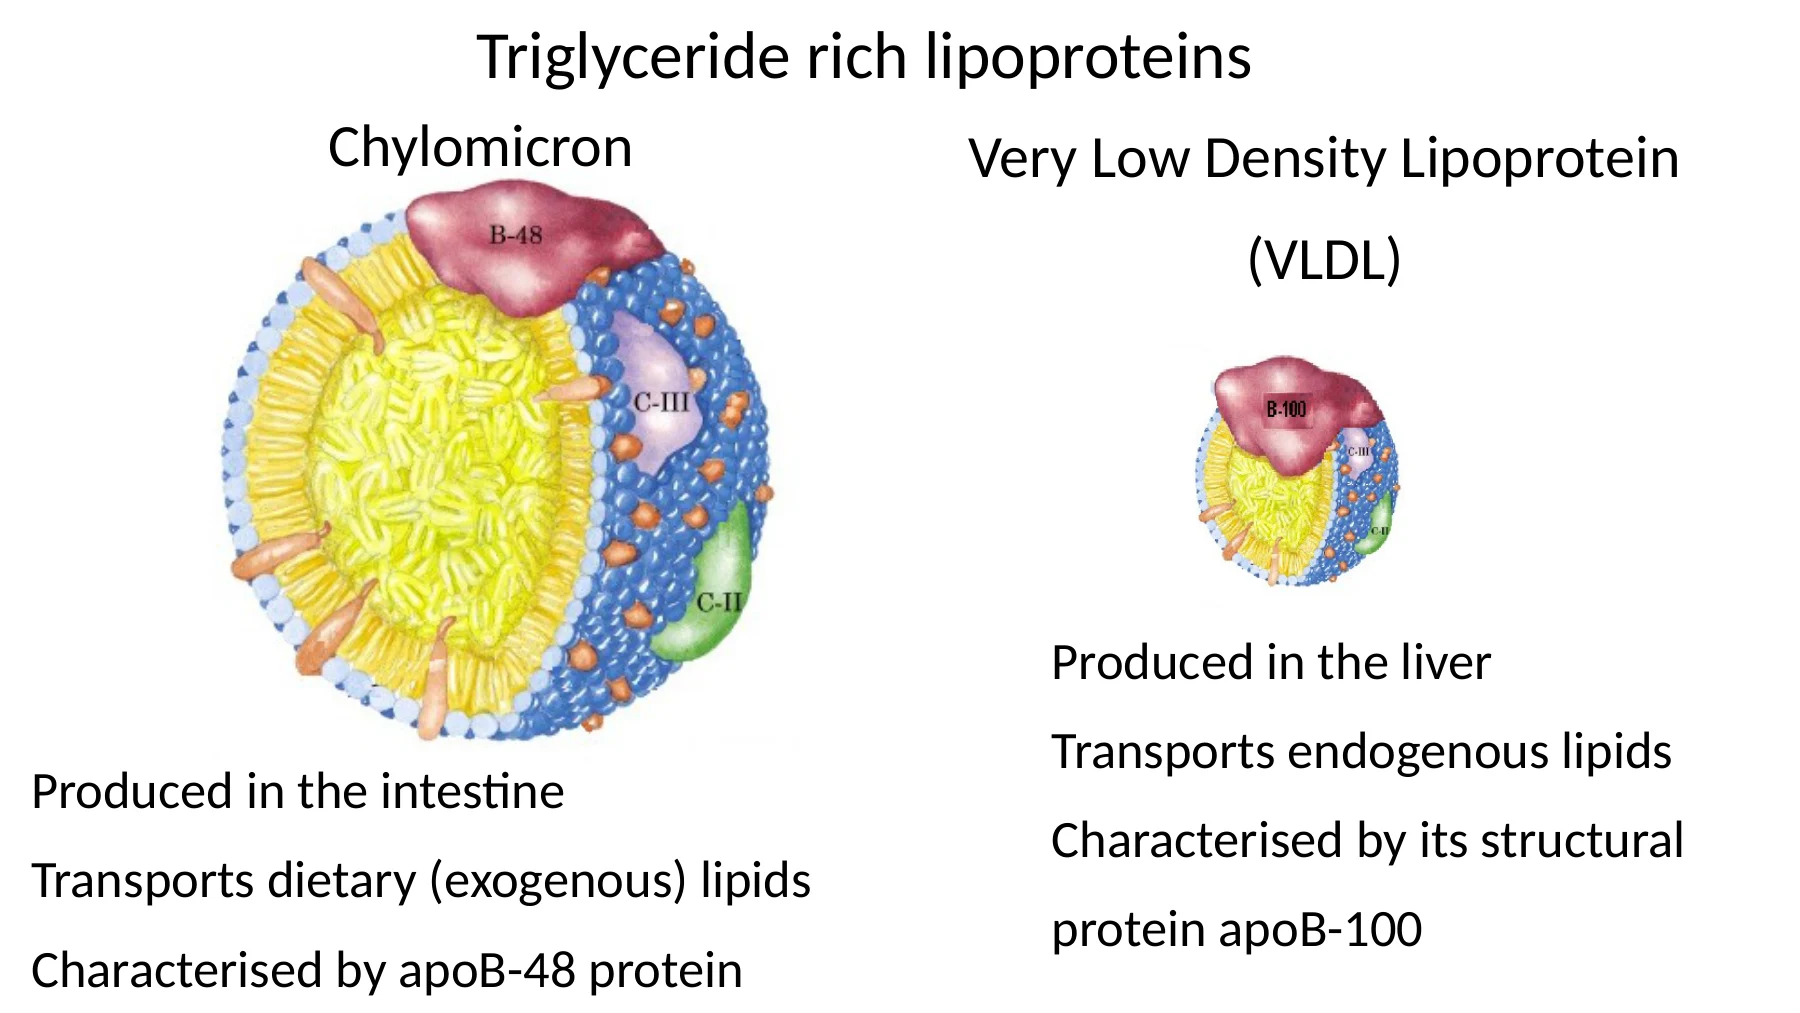 Triglyceride rich lipoproteins
Chylomicron
B-48
C-III
C-II
Produced in the intestine
Transports dietary (exogenous) lipids
Characterised by apoB-48 protein
Very Low Density Lipoprotein
(VLDL)
B-100
C-III
C-II
Produced in the liver
Transports endogenous lipids
Characterised by its structural
protein apoB-100